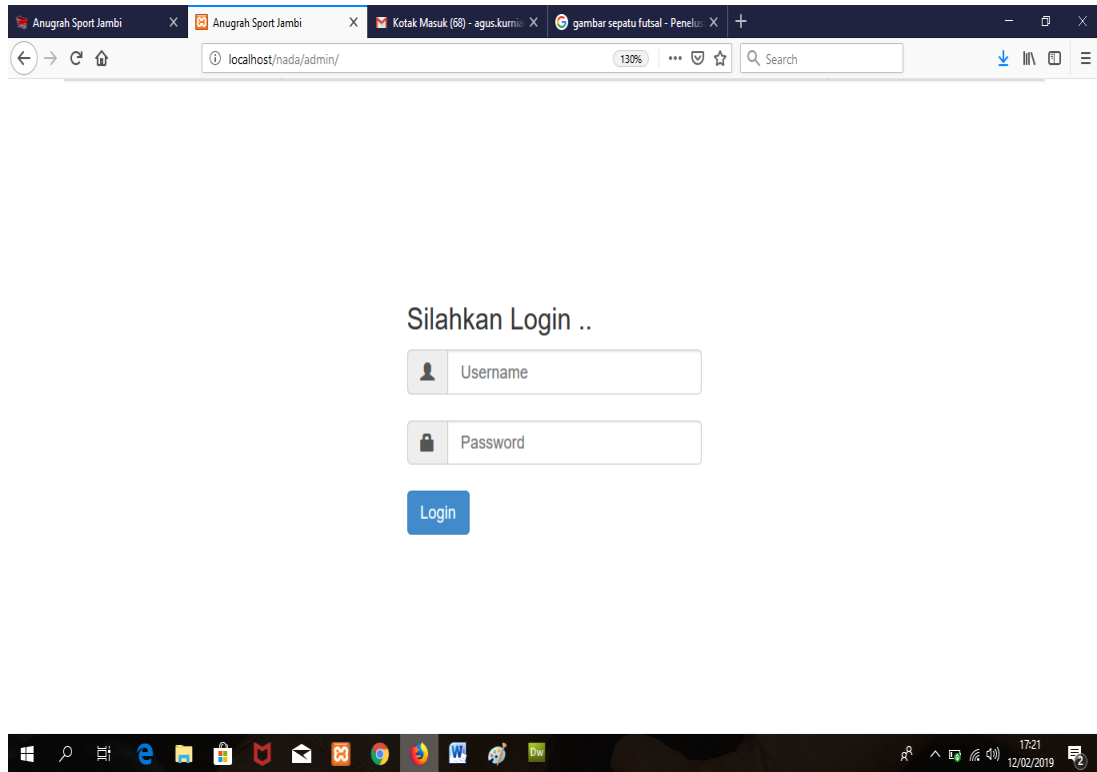 Anugrah Sport Jambi
Anugrah Sport Jambi
Kotak Masuk (68) - agus.kurnia
gambar sepatu futsal - Penelus
localhost/nada/admin/
130%
Search
Silahkan Login ..
Username
Password
Login
17:21
12/02/2019
2